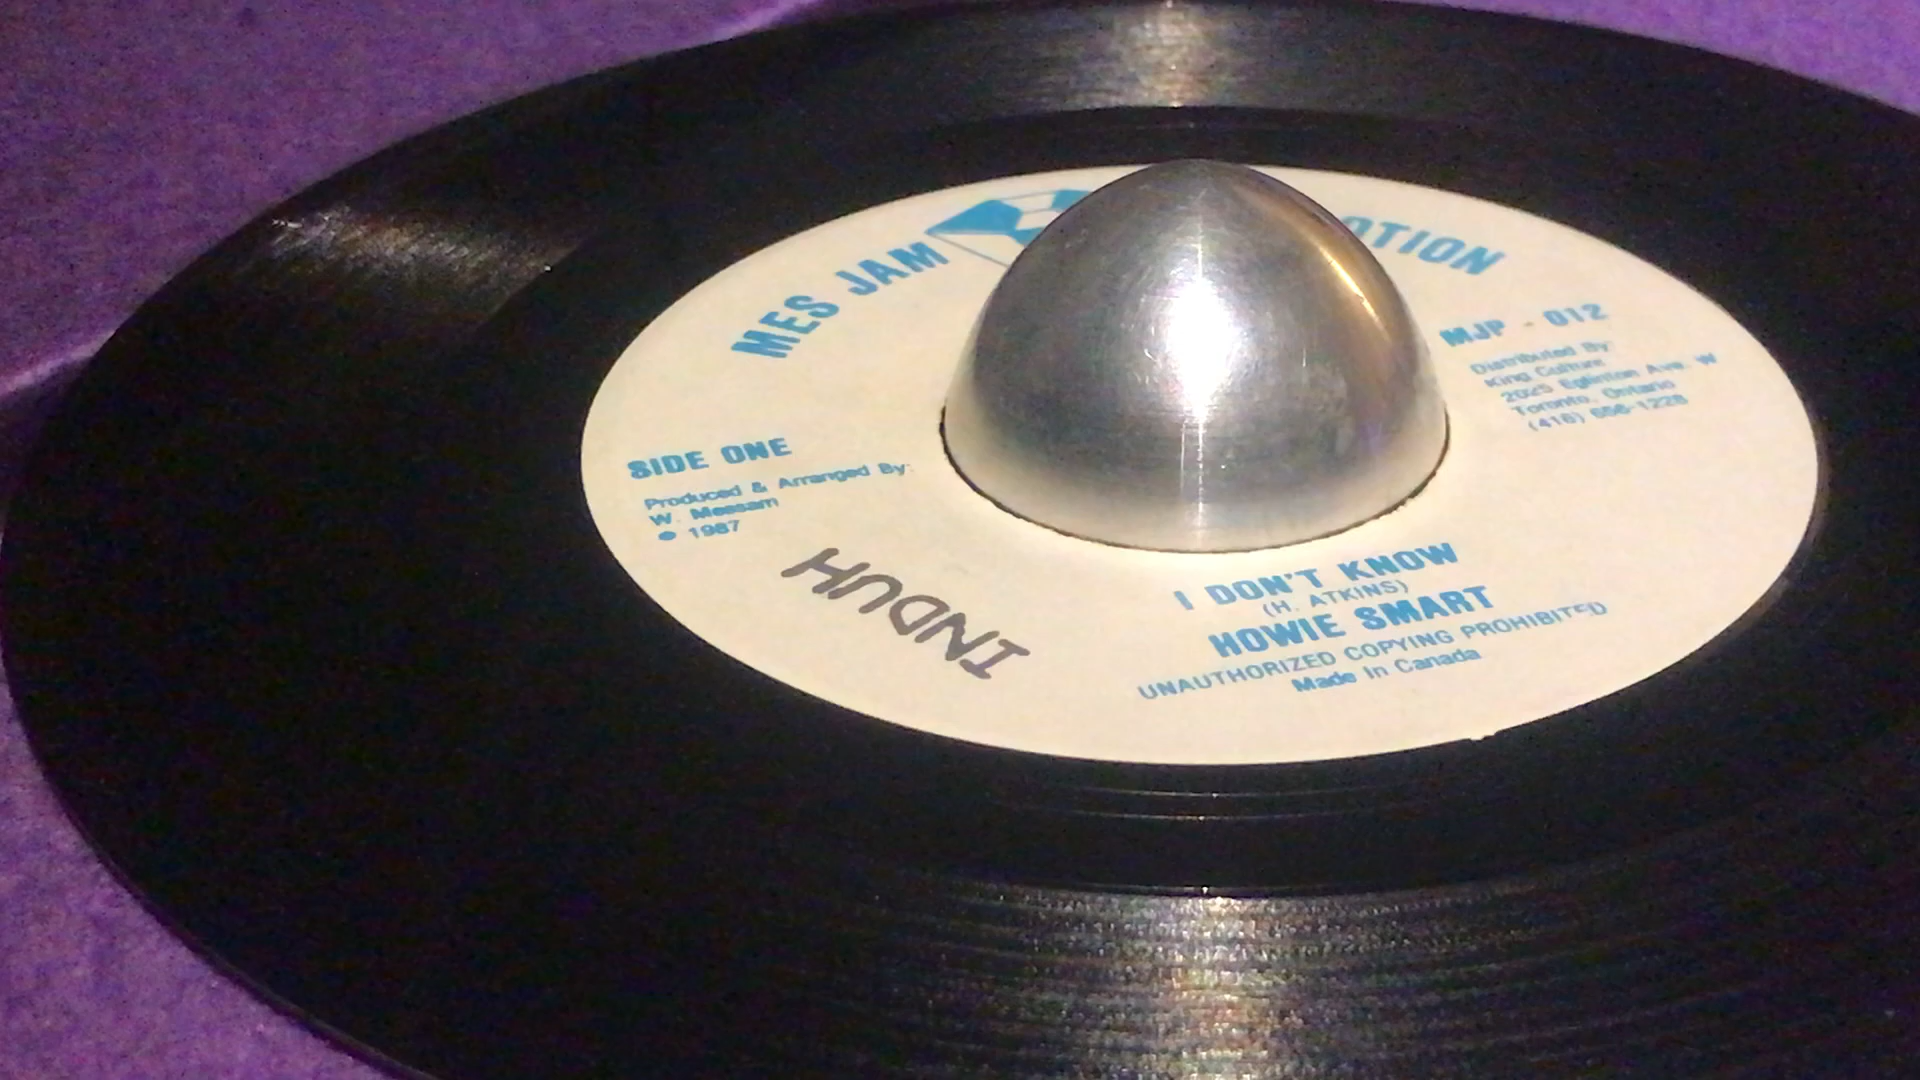 MES JAM OTION
MJP - 012
Distributed By:
King Culture
2025 Eglinton Ave. W
Toronto, Ontario
SIDE ONE
Produced & Arranged By:
W. Messam
● 1987
I DON'T KNOW
(H. ATKINS)
HOWIE SMART
UNAUTHORIZED COPYING PROHIBITED
Made In Canada
INDUH